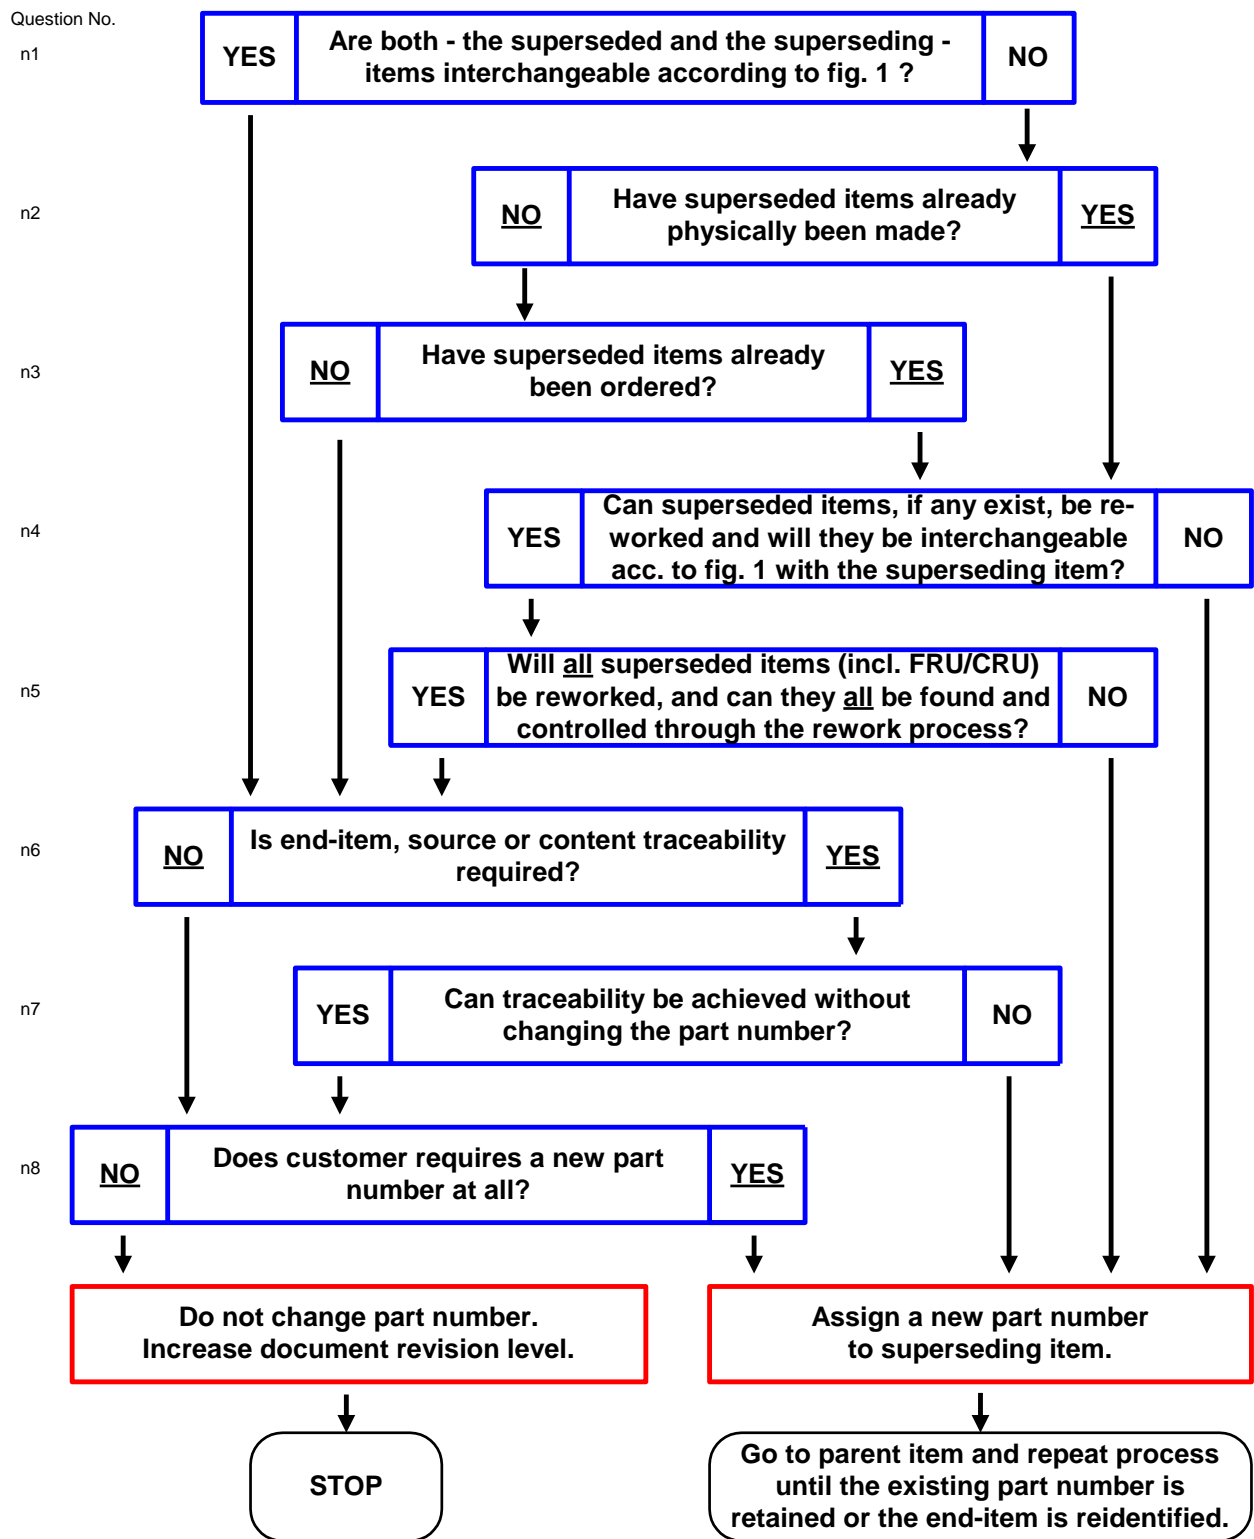 Question No.
n1
YES
Are both - the superseded and the superseding -
items interchangeable according to fig. 1 ?
NO
n2
NO
Have superseded items already
physically been made?
YES
n3
NO
Have superseded items already
been ordered?
YES
n4
YES
Can superseded items, if any exist, be re-
worked and will they be interchangeable
acc. to fig. 1 with the superseding item?
NO
n5
YES
Will all superseded items (incl. FRU/CRU)
be reworked, and can they all be found and
controlled through the rework process?
NO
n6
NO
Is end-item, source or content traceability
required?
YES
n7
YES
Can traceability be achieved without
changing the part number?
NO
n8
NO
Does customer requires a new part
number at all?
YES
Do not change part number.
Increase document revision level.
Assign a new part number
to superseding item.
STOP
Go to parent item and repeat process
until the existing part number is
retained or the end-item is reidentified.